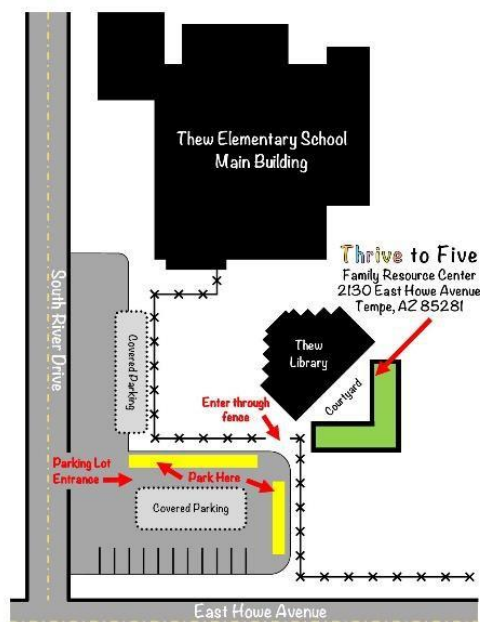 Thew Elementary School
Main Building
Thrive to Five
Family Resource Center
2130 East Howe Avenue
Tempe, AZ 85281
South River Drive
Covered Parking
Thew
Library
Courtyard
Enter through
fence
Parking Lot
Entrance
Park Here
Covered Parking
East Howe Avenue